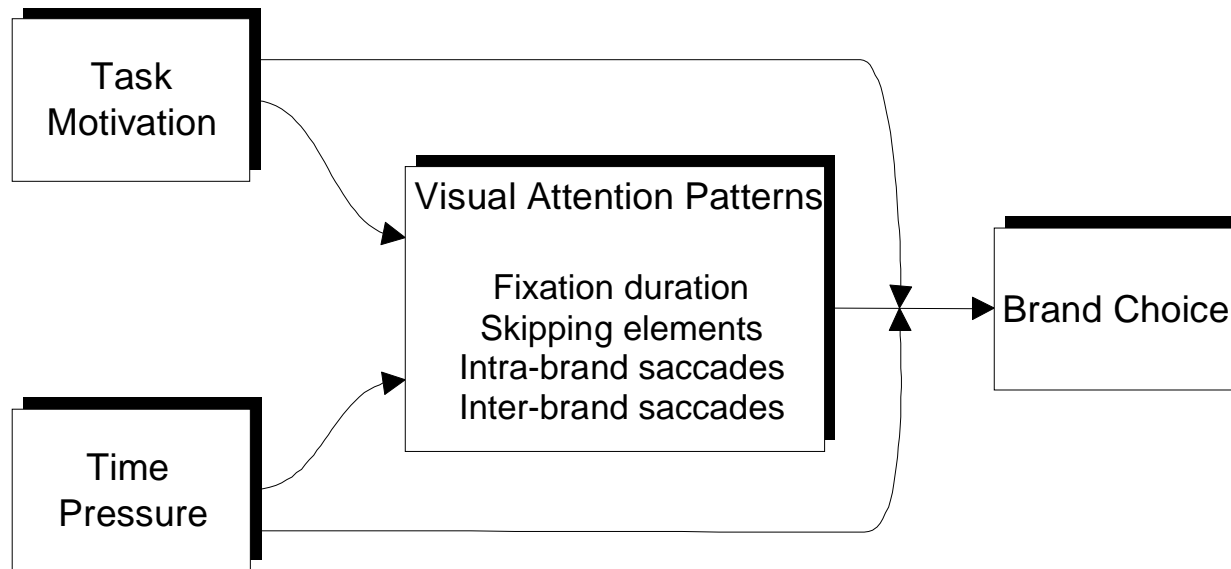 Task
Motivation
Visual Attention Patterns
Fixation duration
Skipping elements
Intra-brand saccades
Inter-brand saccades
Brand Choice
Time
Pressure